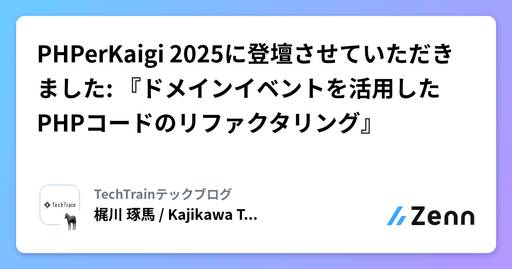 PHPerKaigi 2025に登壇させていただき
ました: 『ドメインイベントを活用した
PHPコードのリファクタリング』
TechTrain
TechTrainテックブログ
梶川 琢馬 / Kajikawa T...
Zenn